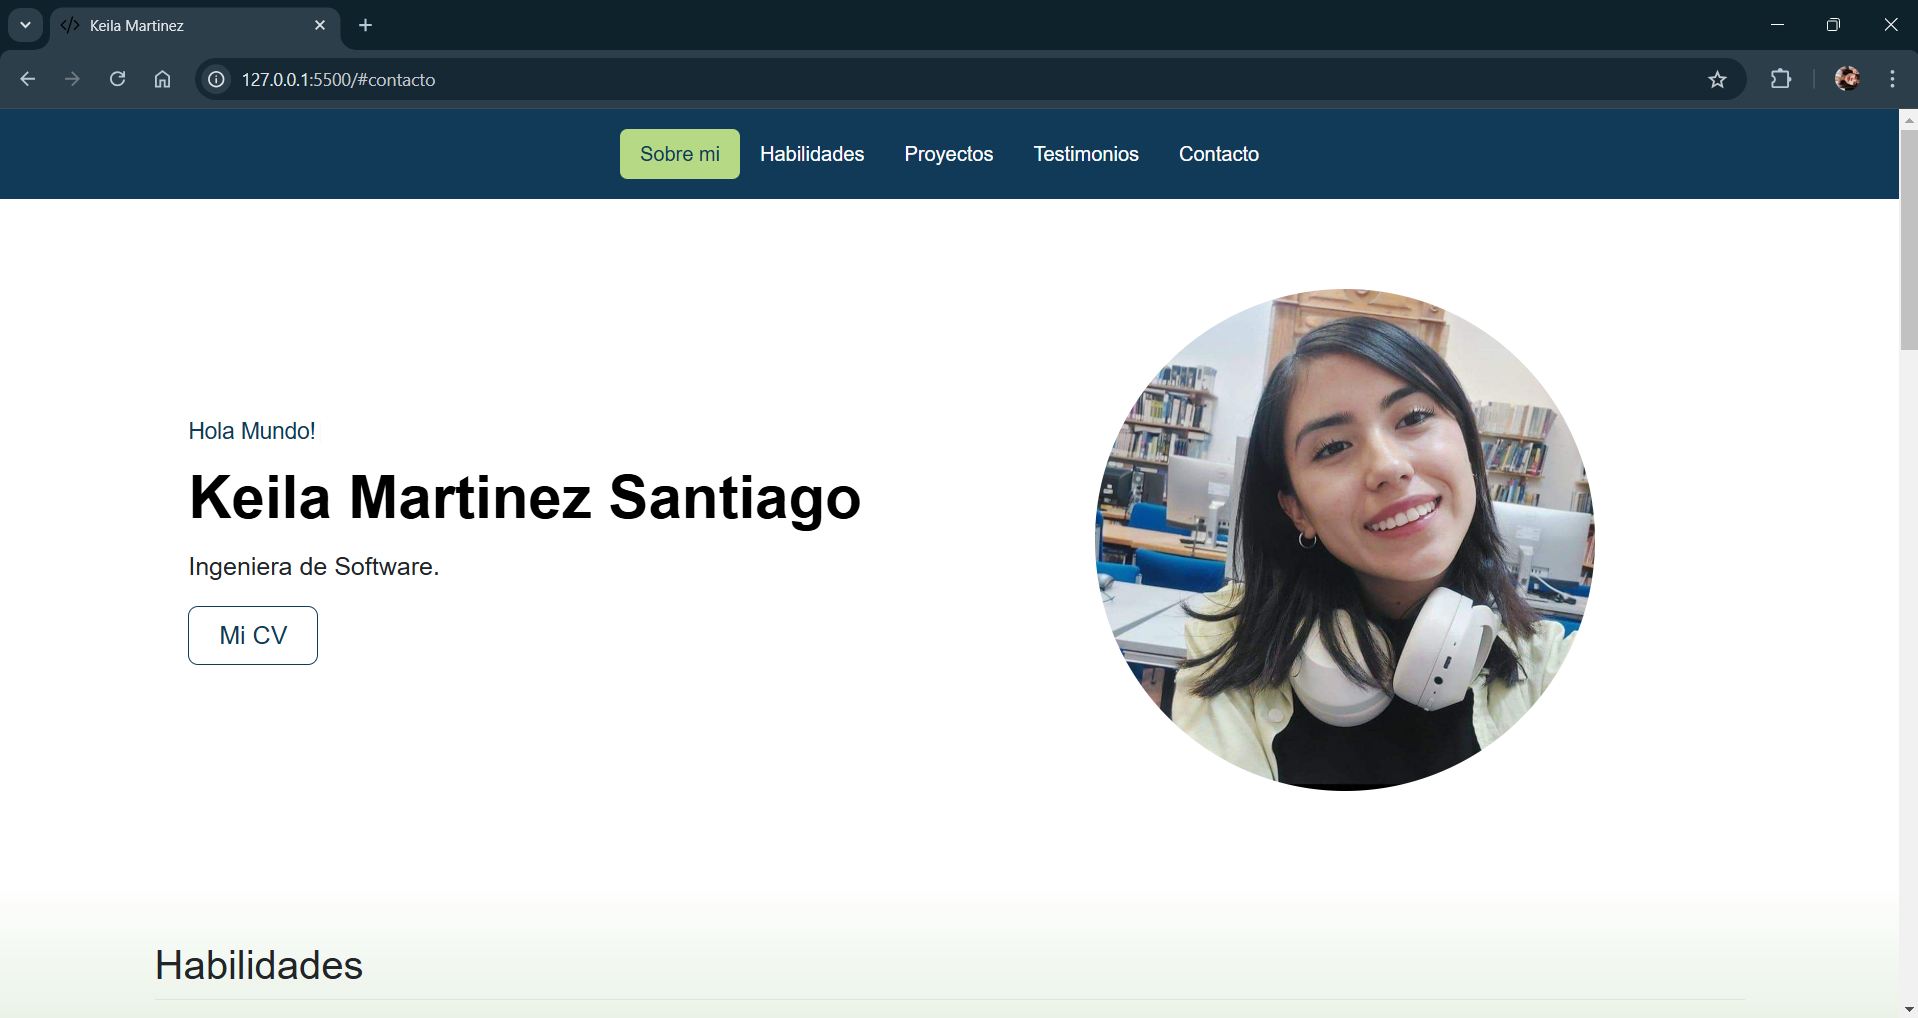 Keila Martinez
127.0.0.1:5500/#contacto
Sobre mi Habilidades Proyectos Testimonios Contacto
Hola Mundo!
Keila Martinez Santiago
Ingeniera de Software.
Mi CV
Habilidades